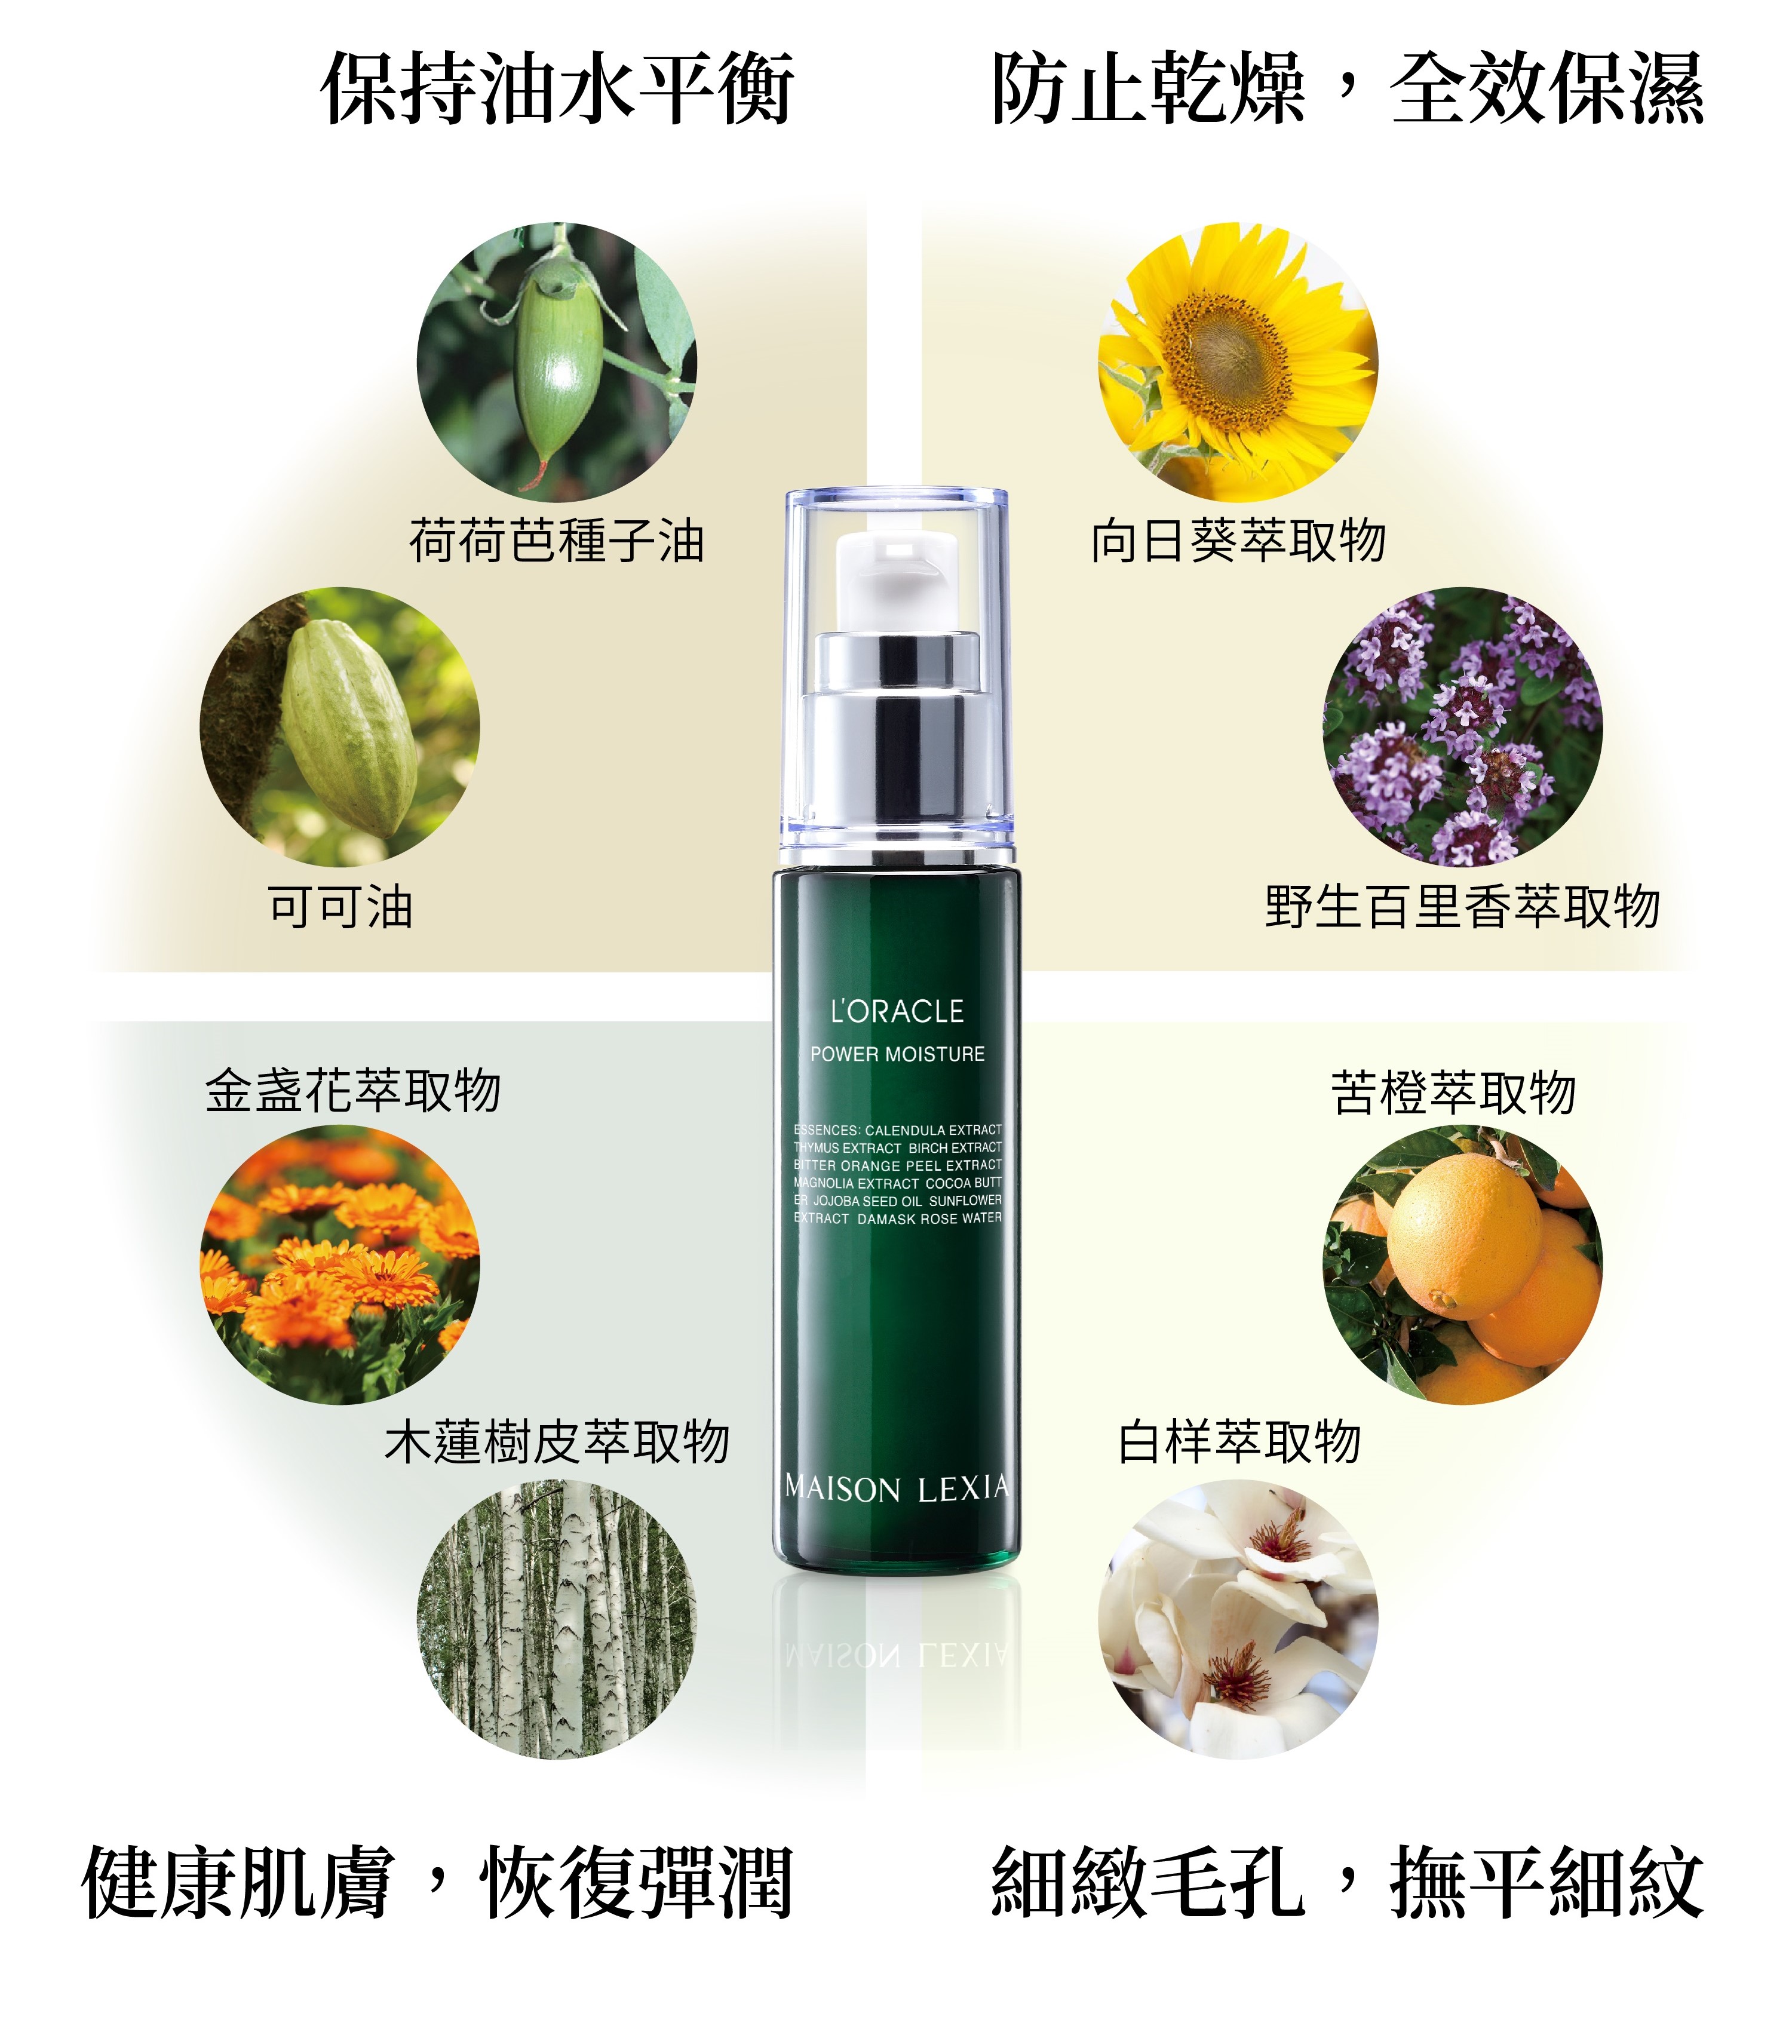 保持油水平衡
防止乾燥，全效保濕
荷荷芭種子油
向日葵萃取物
可可油
野生百里香萃取物
L'ORACLE
POWER MOISTURE
ESSENCES: CALENDULA EXTRACT
THYMUS EXTRACT BIRCH EXTRACT
BITTER ORANGE PEEL EXTRACT
MAGNOLIA EXTRACT COCOA BUTT
ER JOJOBA SEED OIL SUNFLOWER
EXTRACT DAMASK ROSE WATER
MAISON LEXIA
金盞花萃取物
苦橙萃取物
木蓮樹皮萃取物
白样萃取物
健康肌膚，恢復彈潤
細緻毛孔，撫平細紋